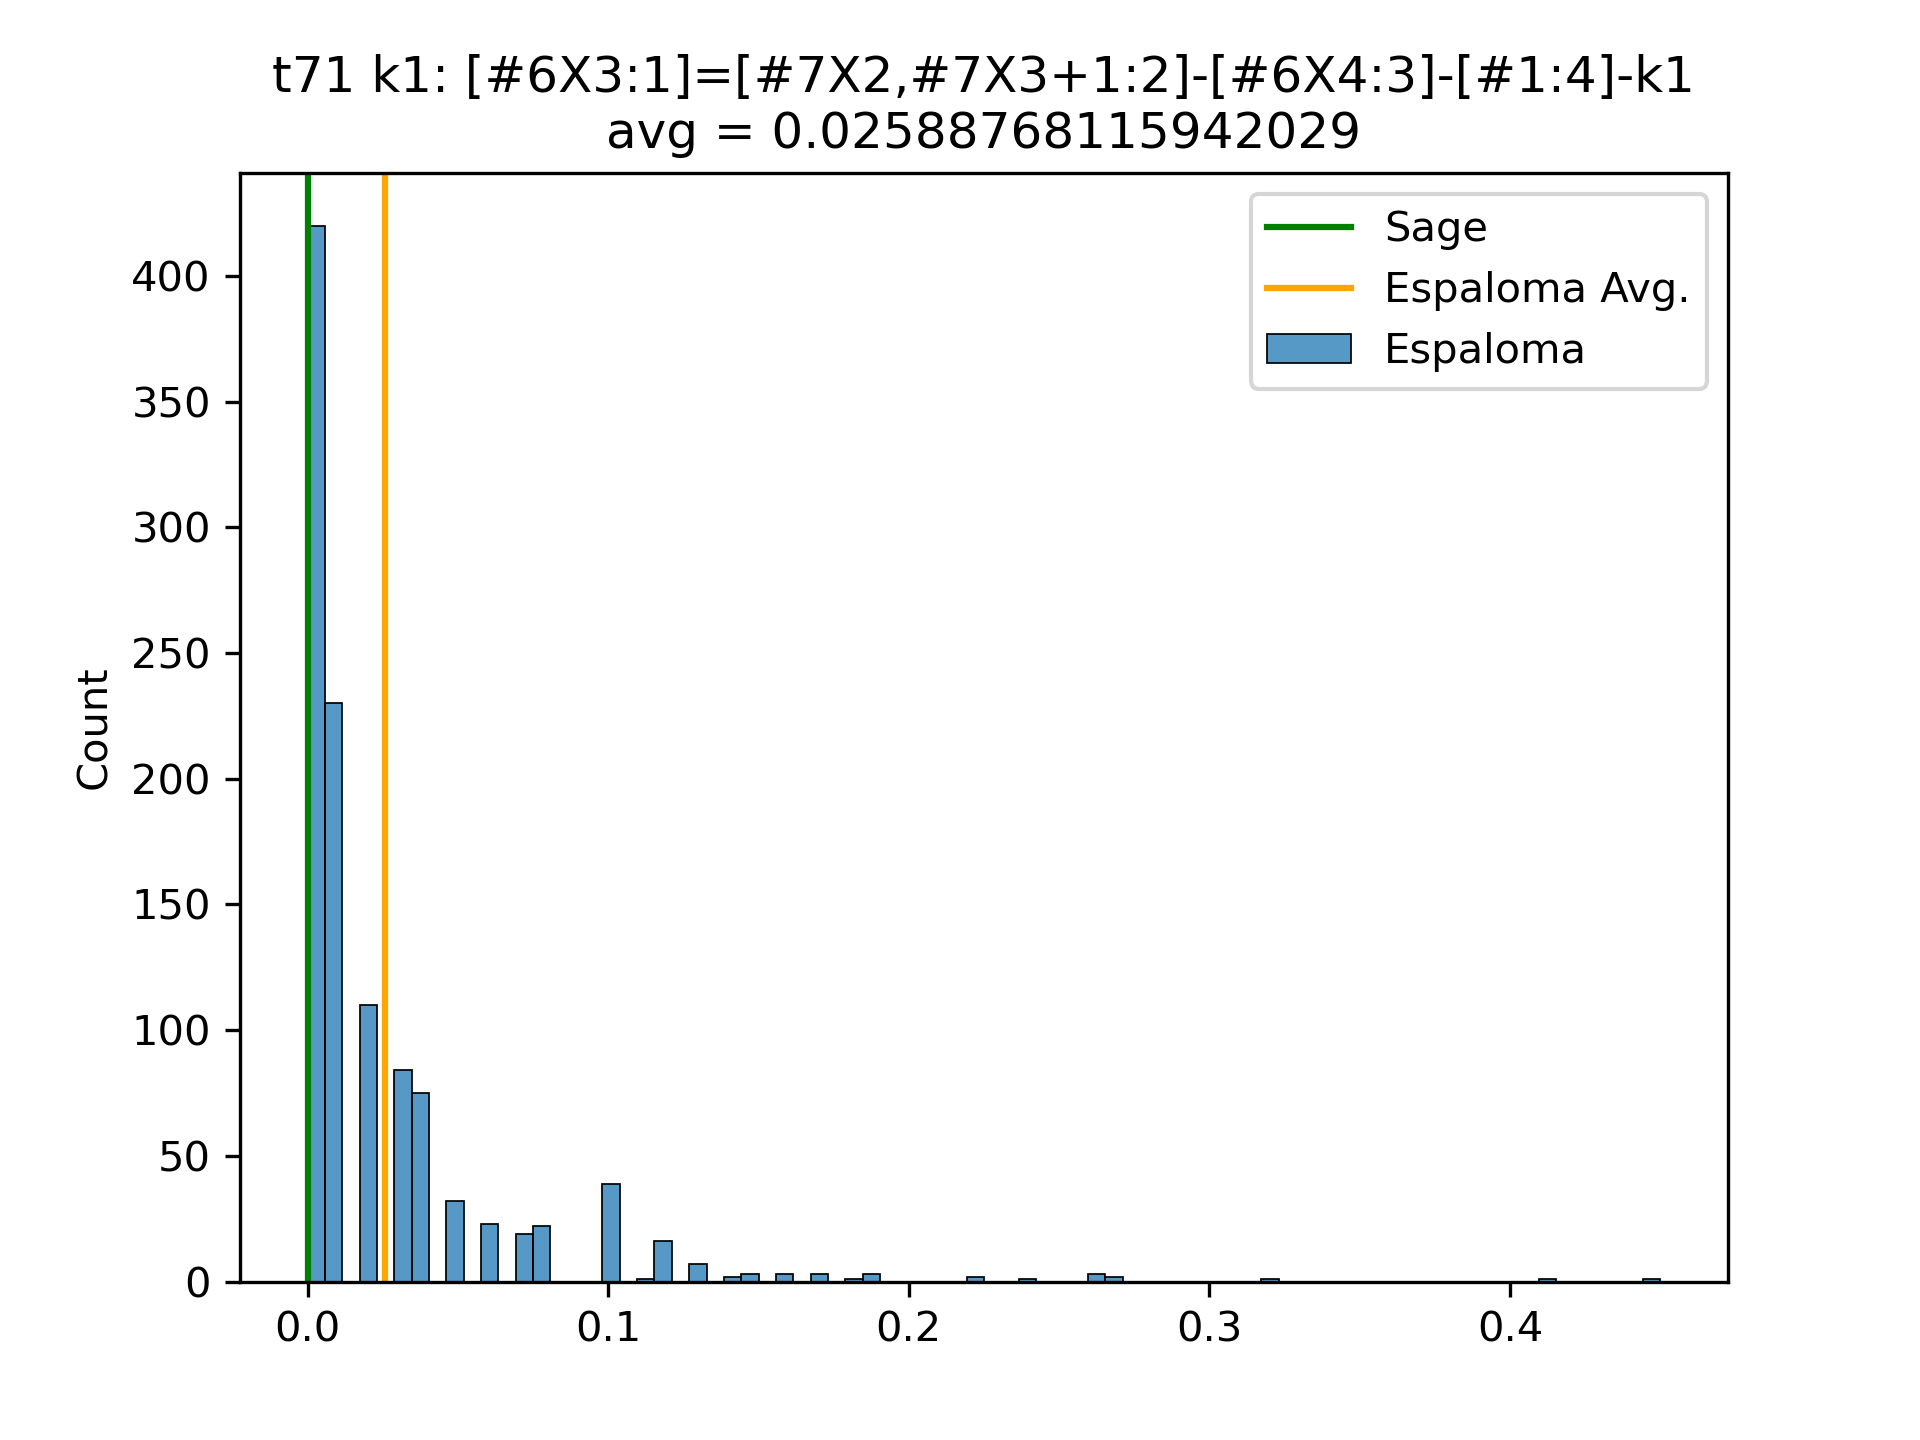 t71 k1: [#6X3:1]=[#7X2,#7X3+1:2]-[#6X4:3]-[#1:4]-k1
avg = 0.02588768115942029
Sage
Espaloma Avg.
Espaloma
Count
400
350
300
250
200
150
100
50
0
0.0
0.1
0.2
0.3
0.4